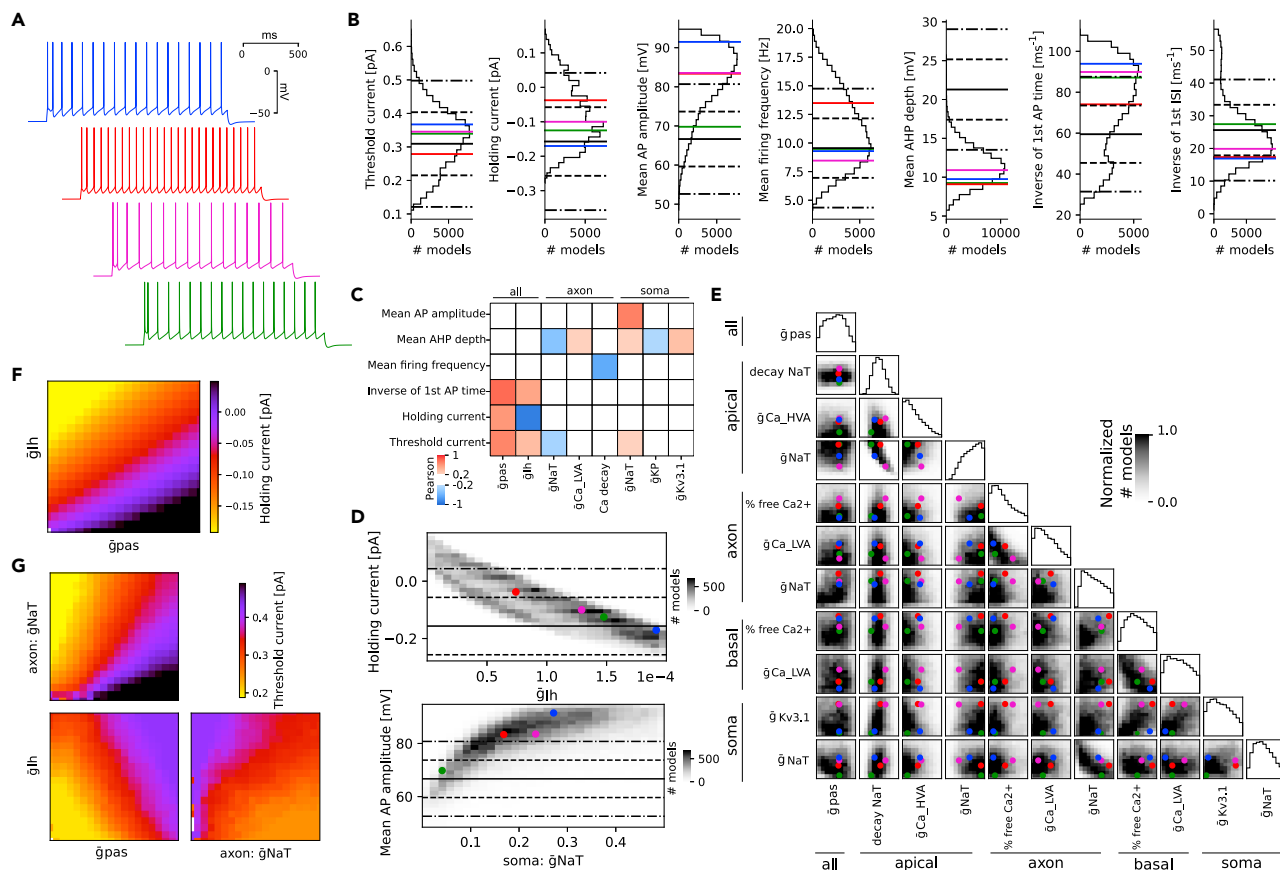 A
ms
0
500
0
mV
−50
B
Threshold current [pA]
0.7
0.6
0.5
0.4
0.3
0.2
0.1
0
5000
# models
Holding current [pA]
0.1
0.0
−0.1
−0.2
−0.3
0
5000
# models
Mean AP amplitude [mV]
90
80
70
60
50
0
5000
# models
Mean firing frequency [Hz]
20.0
17.5
15.0
12.5
10.0
7.5
5.0
0
5000
# models
Mean AHP depth [mV]
30
25
20
15
10
5
0
10000
# models
Inverse of 1st AP time [ms⁻¹]
100
80
60
40
20
0
5000
# models
Inverse of 1st ISI [ms⁻¹]
50
40
30
20
10
0
5000
# models
C
all
axon
soma
Mean AP amplitude
Mean AHP depth
Mean firing frequency
Inverse of 1st AP time
Holding current
Threshold current
Pearson
1
0.2
0.2
-1
ḡpas
ḡIh
ḡNaT
ḡCa_LVA
Ca decay
ḡNaT
ḡKP
ḡKv3.1
D
Holding current [pA]
0.0
−0.2
0.5
1.0
1.5
1e−4
ḡIh
# models
500
0
Mean AP amplitude [mV]
80
60
0.1
0.2
0.3
0.4
soma: ḡNaT
# models
500
0
E
all
apical
axon
basal
soma
ḡpas
decay NaT
ḡCa_HVA
ḡNaT
% free Ca2+
ḡCa_LVA
ḡNaT
% free Ca2+
ḡCa_LVA
ḡKv3.1
ḡNaT
Normalized
# models
1.0
0.0
ḡpas
decay NaT
ḡCa_HVA
ḡNaT
% free Ca2+
ḡCa_LVA
ḡNaT
% free Ca2+
ḡCa_LVA
ḡKv3.1
ḡNaT
all
apical
axon
basal
soma
F
ḡIh
ḡpas
Holding current [pA]
0.00
−0.05
−0.10
−0.15
G
axon: ḡNaT
Threshold current [pA]
0.4
0.3
0.2
ḡIh
ḡpas
axon: ḡNaT